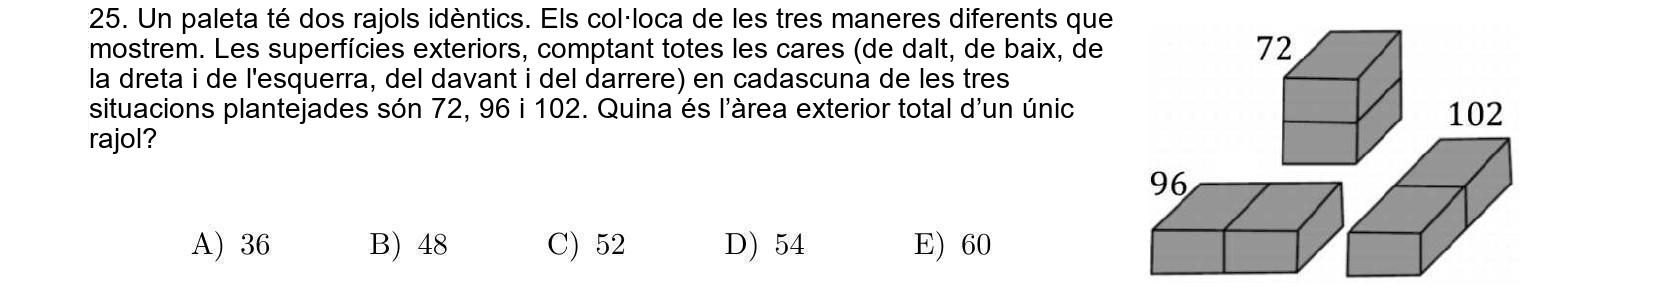 25. Un paleta té dos rajols idèntics. Els col·loca de les tres maneres diferents que
mostrem. Les superfícies exteriors, comptant totes les cares (de dalt, de baix, de
la dreta i de l'esquerra, del davant i del darrere) en cadascuna de les tres
situacions plantejades són 72, 96 i 102. Quina és l’àrea exterior total d’un únic
rajol?
72
102
96
A) 36 B) 48 C) 52 D) 54 E) 60